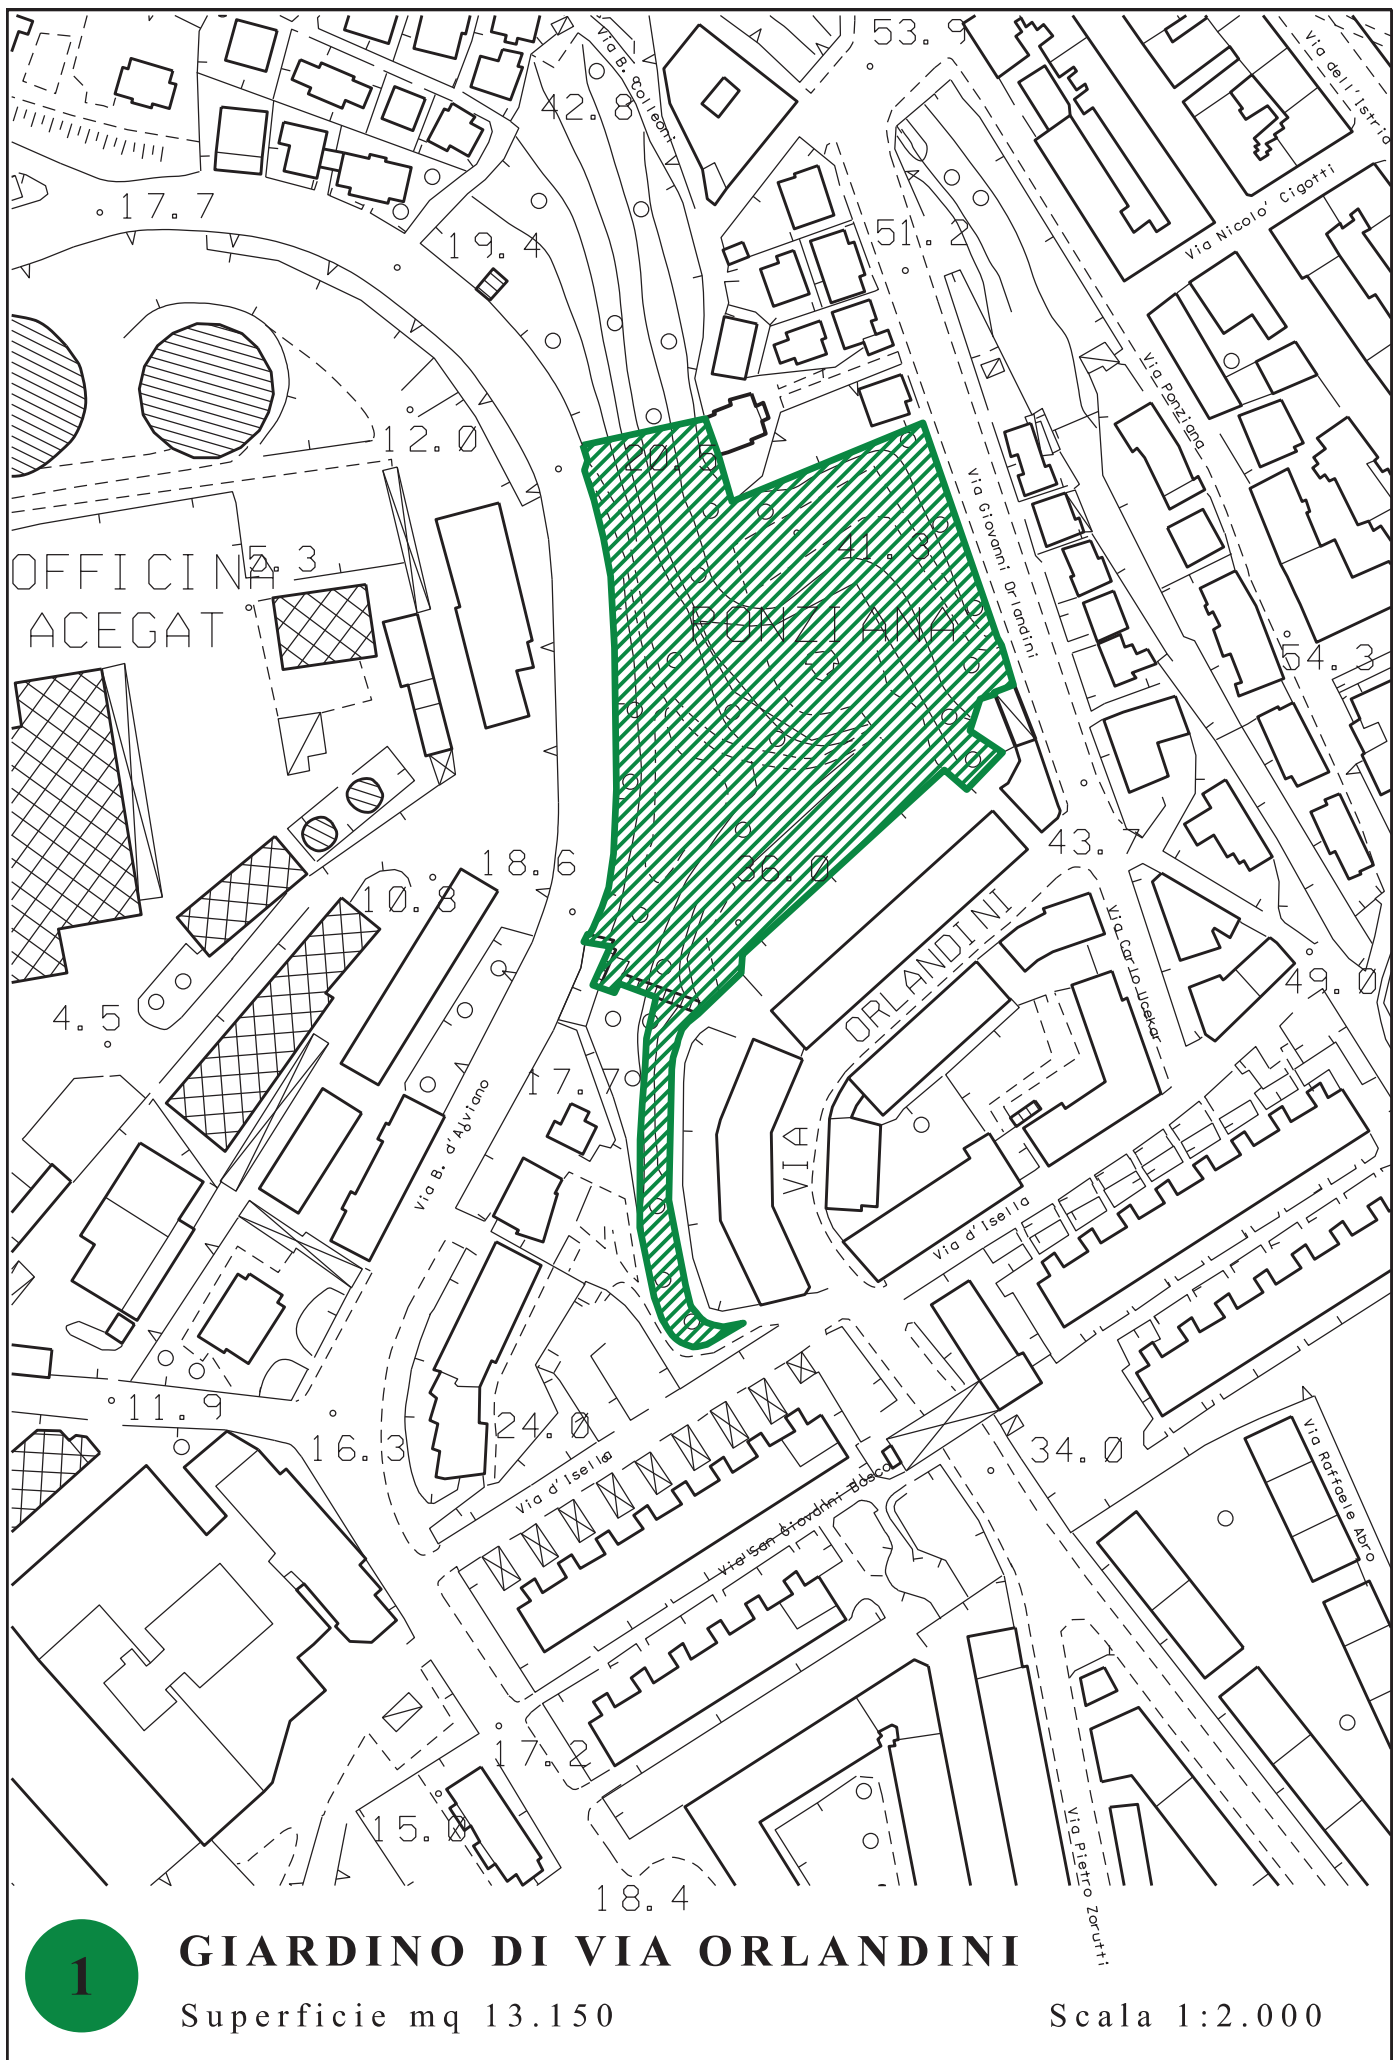 53.9
Via B. Colleoni
Via dell'Istria
42.8
17.7
Via Nicolo' Cigotti
51.2
19.4
Via Ponziana
12.0
20.5
Via Giovanni Orlandini
41.3
OFFICINA
5.3
ACEGAT
PONZIANA
54.3
43.7
18.6
36.0
10.8
ORLANDINI
Via Carlo Ucekar
49.0
4.5
17.7
Via B. d'Alviano
VIA
Via d'Isella
11.9
16.3
24.0
34.0
Via d'Isella
Via San Giovanni Bosco
Via Raffaele Abro
17.2
15.0
Via Pietro Zorutti
18.4
1
GIARDINO DI VIA ORLANDINI
Superficie mq 13.150
Scala 1:2.000